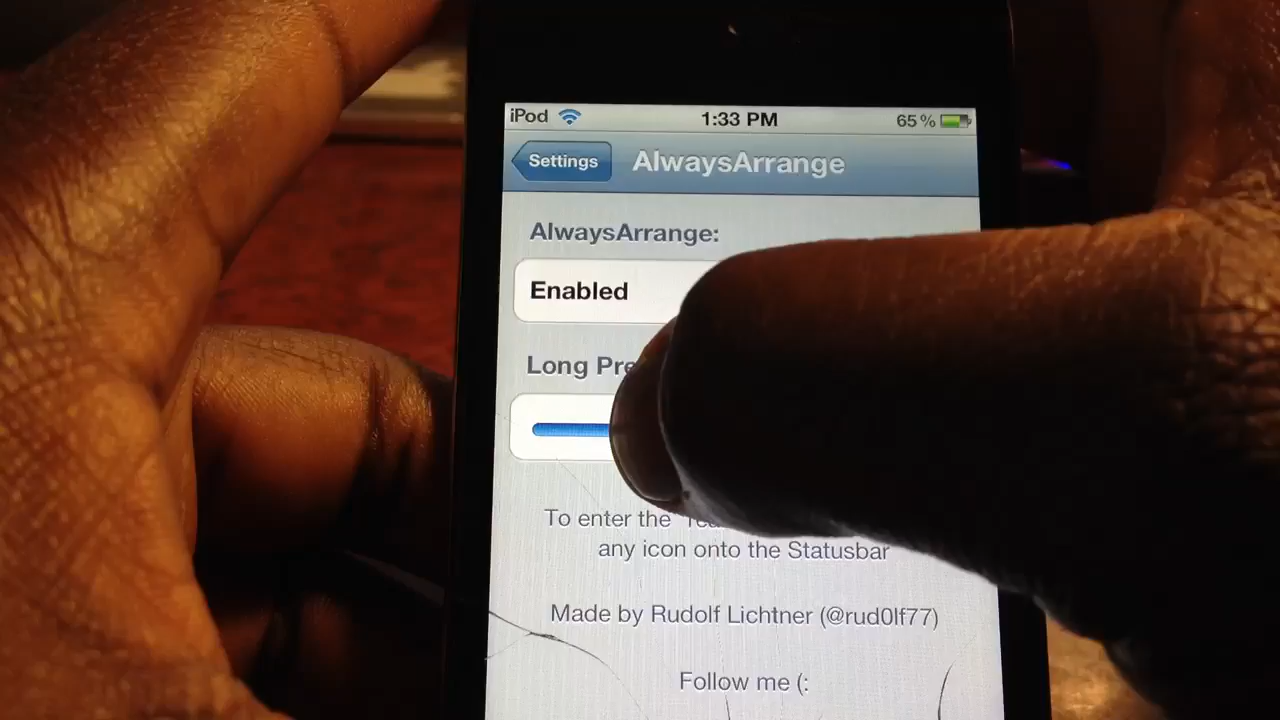 iPod 1:33 PM 65%
Settings AlwaysArrange
AlwaysArrange:
Enabled
Long
To enter the
any icon onto the Statusbar
Made by Rudolf Lichtner (@rud0lf77)
Follow me (: